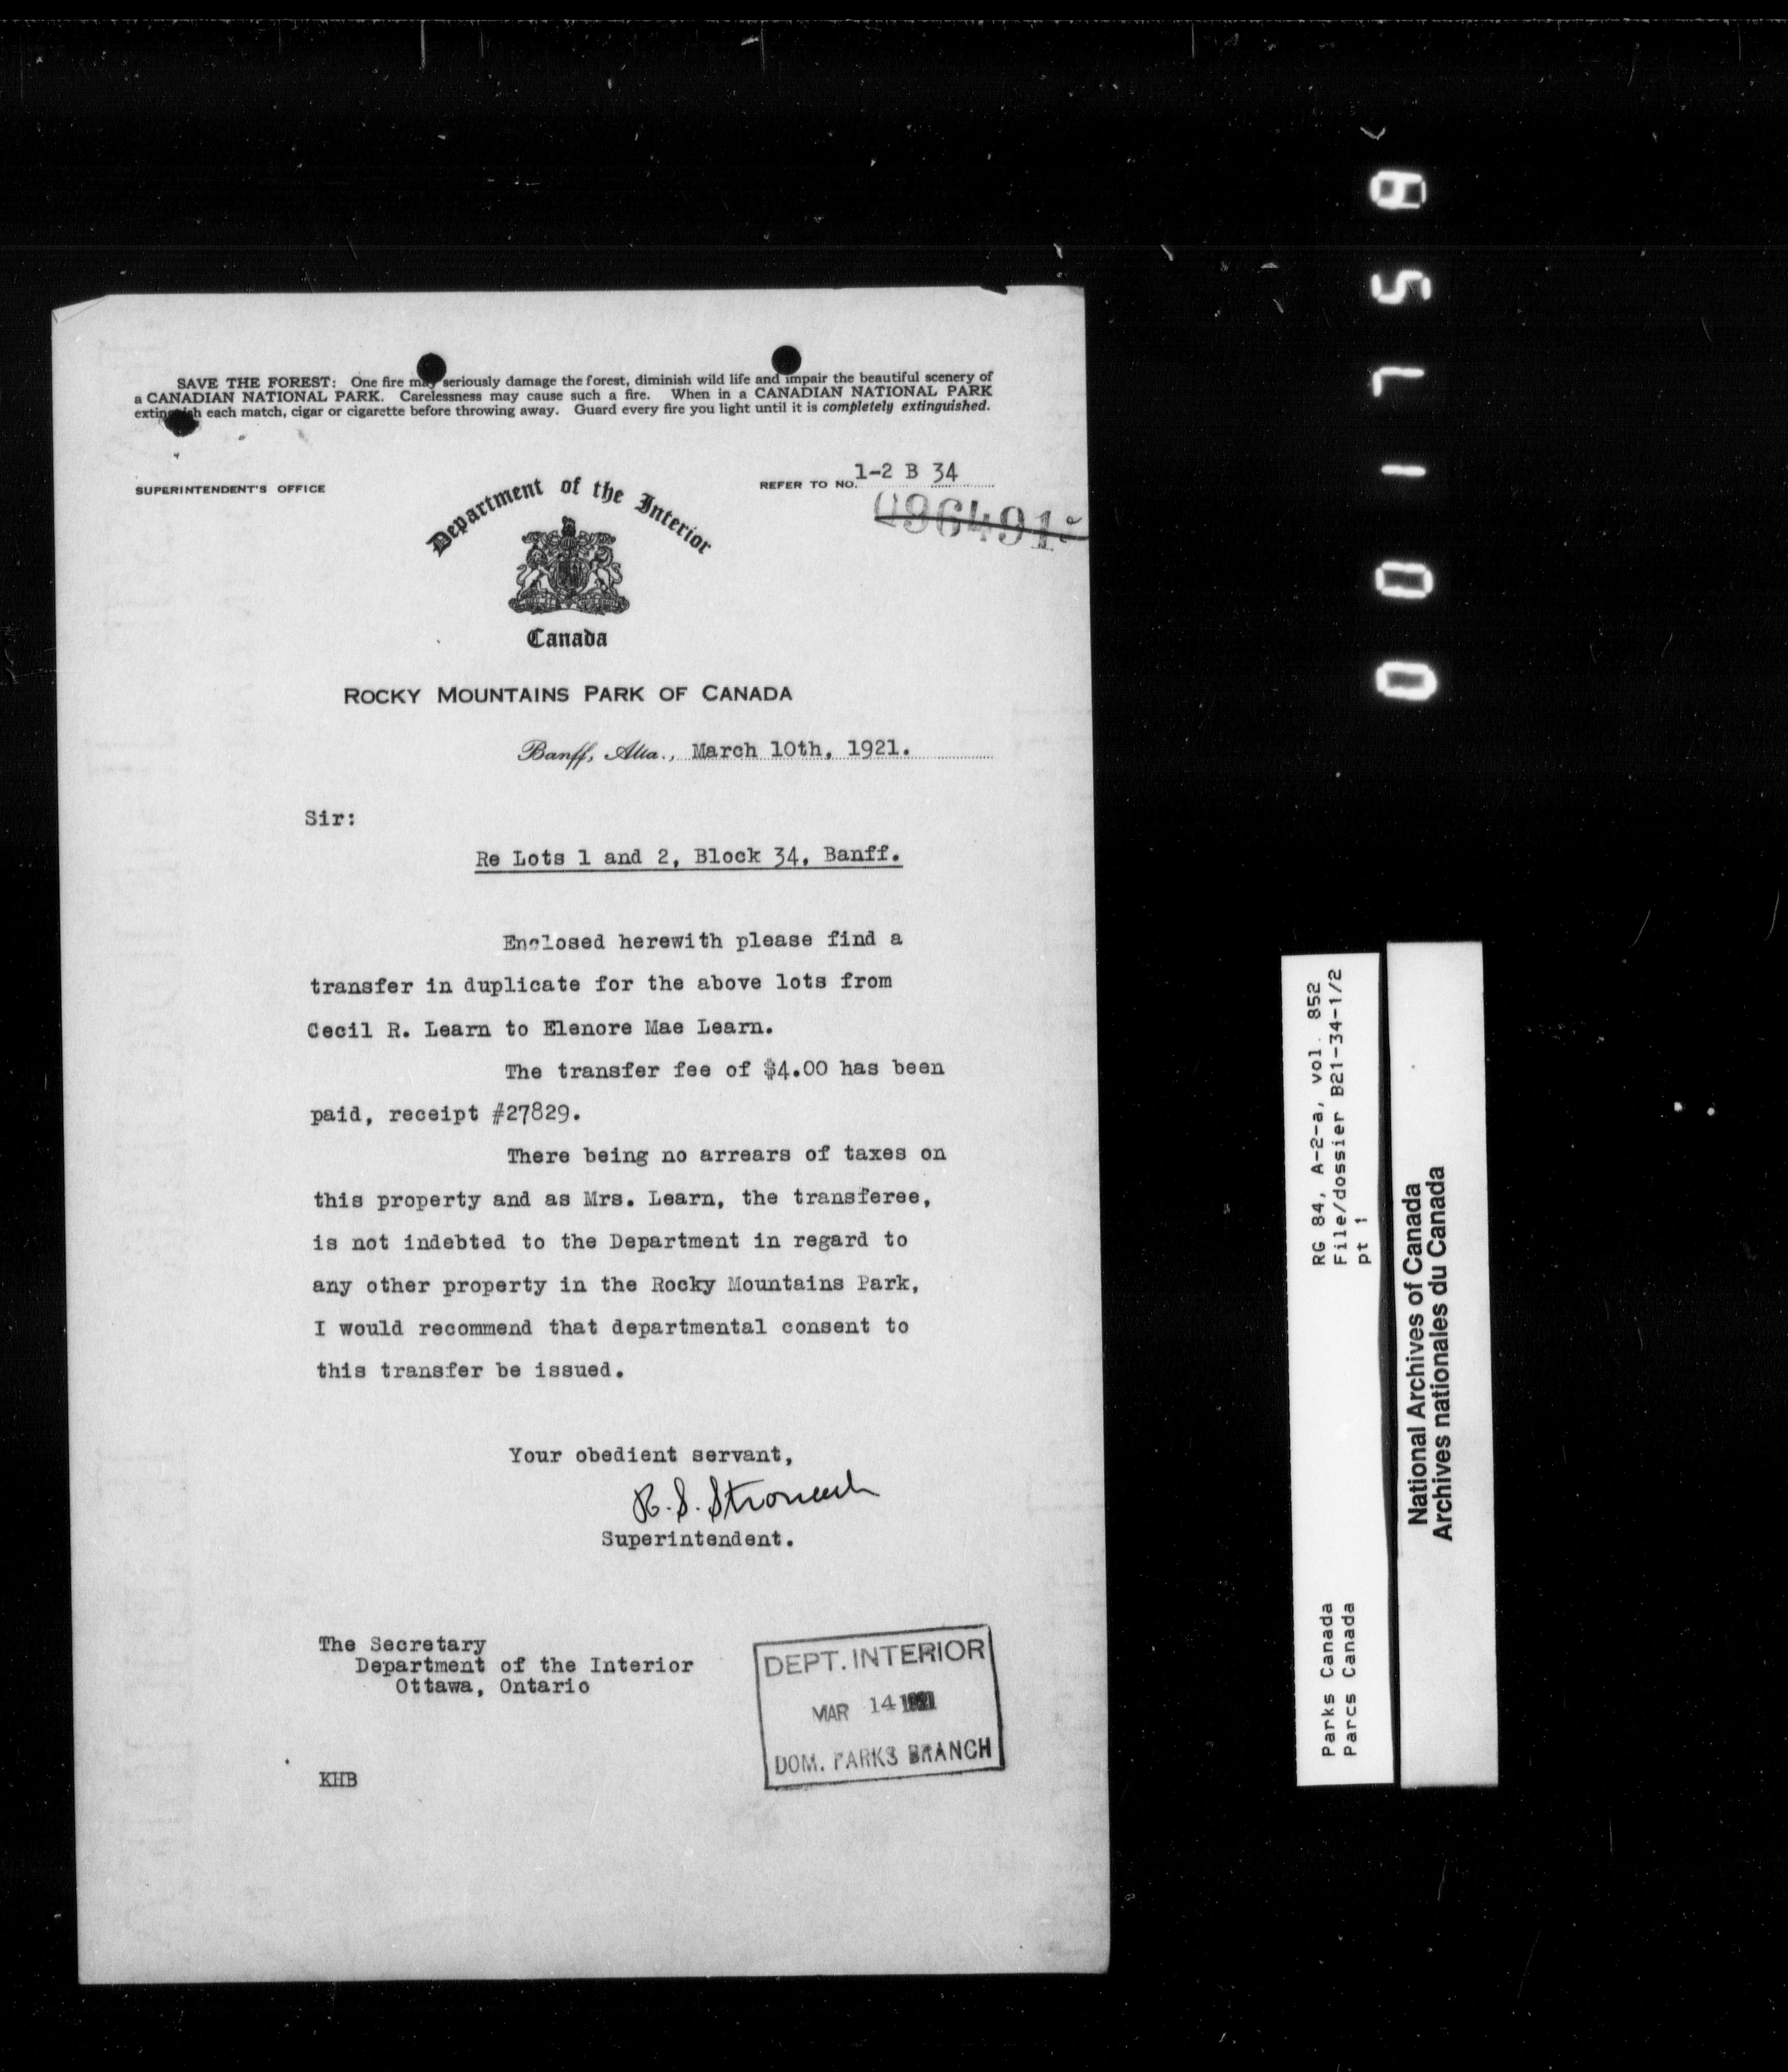 SAVE THE FOREST: One fire may seriously damage the forest, diminish wild life and impair the beautiful scenery of
a CANADIAN NATIONAL PARK. Carelessness may cause such a fire. When in a CANADIAN NATIONAL PARK
extinguish each match, cigar or cigarette before throwing away. Guard every fire you light until it is completely extinguished.
SUPERINTENDENT'S OFFICE
REFER TO NO. 1-2 B 34
096491
Department of the Interior
Canada
ROCKY MOUNTAINS PARK OF CANADA
Banff, Alta., March 10th, 1921.
Sir:
Re Lots 1 and 2, Block 34, Banff.
Enclosed herewith please find a
transfer in duplicate for the above lots from
Cecil R. Learn to Elenore Mae Learn.
The transfer fee of $4.00 has been
paid, receipt #27829.
There being no arrears of taxes on
this property and as Mrs. Learn, the transferee,
is not indebted to the Department in regard to
any other property in the Rocky Mountains Park,
I would recommend that departmental consent to
this transfer be issued.
Your obedient servant,
R. S. Stronach
Superintendent.
The Secretary
Department of the Interior
Ottawa, Ontario
DEPT. INTERIOR
MAR 14 1921
DOM. PARKS BRANCH
KHB
001759
RG 84, A-2-a, vol. 852
File/dossier B21-34-1/2
pt 1
Parks Canada
Parcs Canada
National Archives of Canada
Archives nationales du Canada